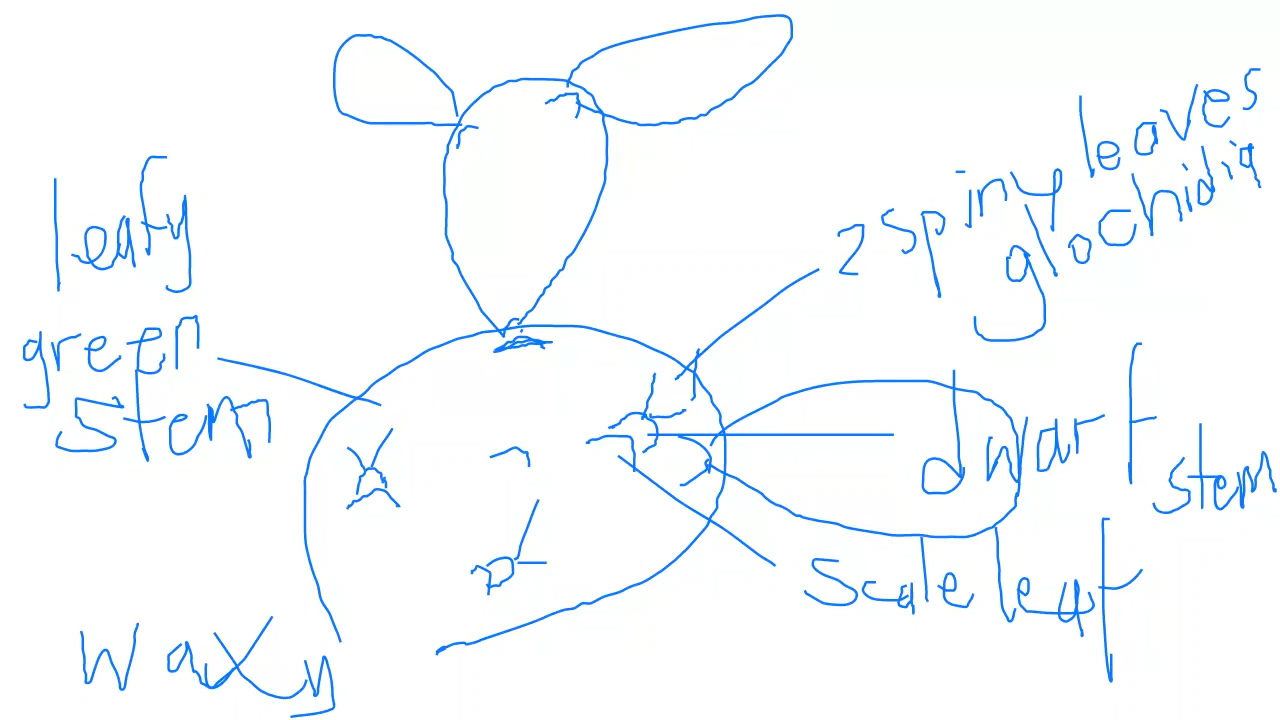 leafy
green
stem
waxy
2 spiny leaves
glochidia
dwarf
stem
scale leaf